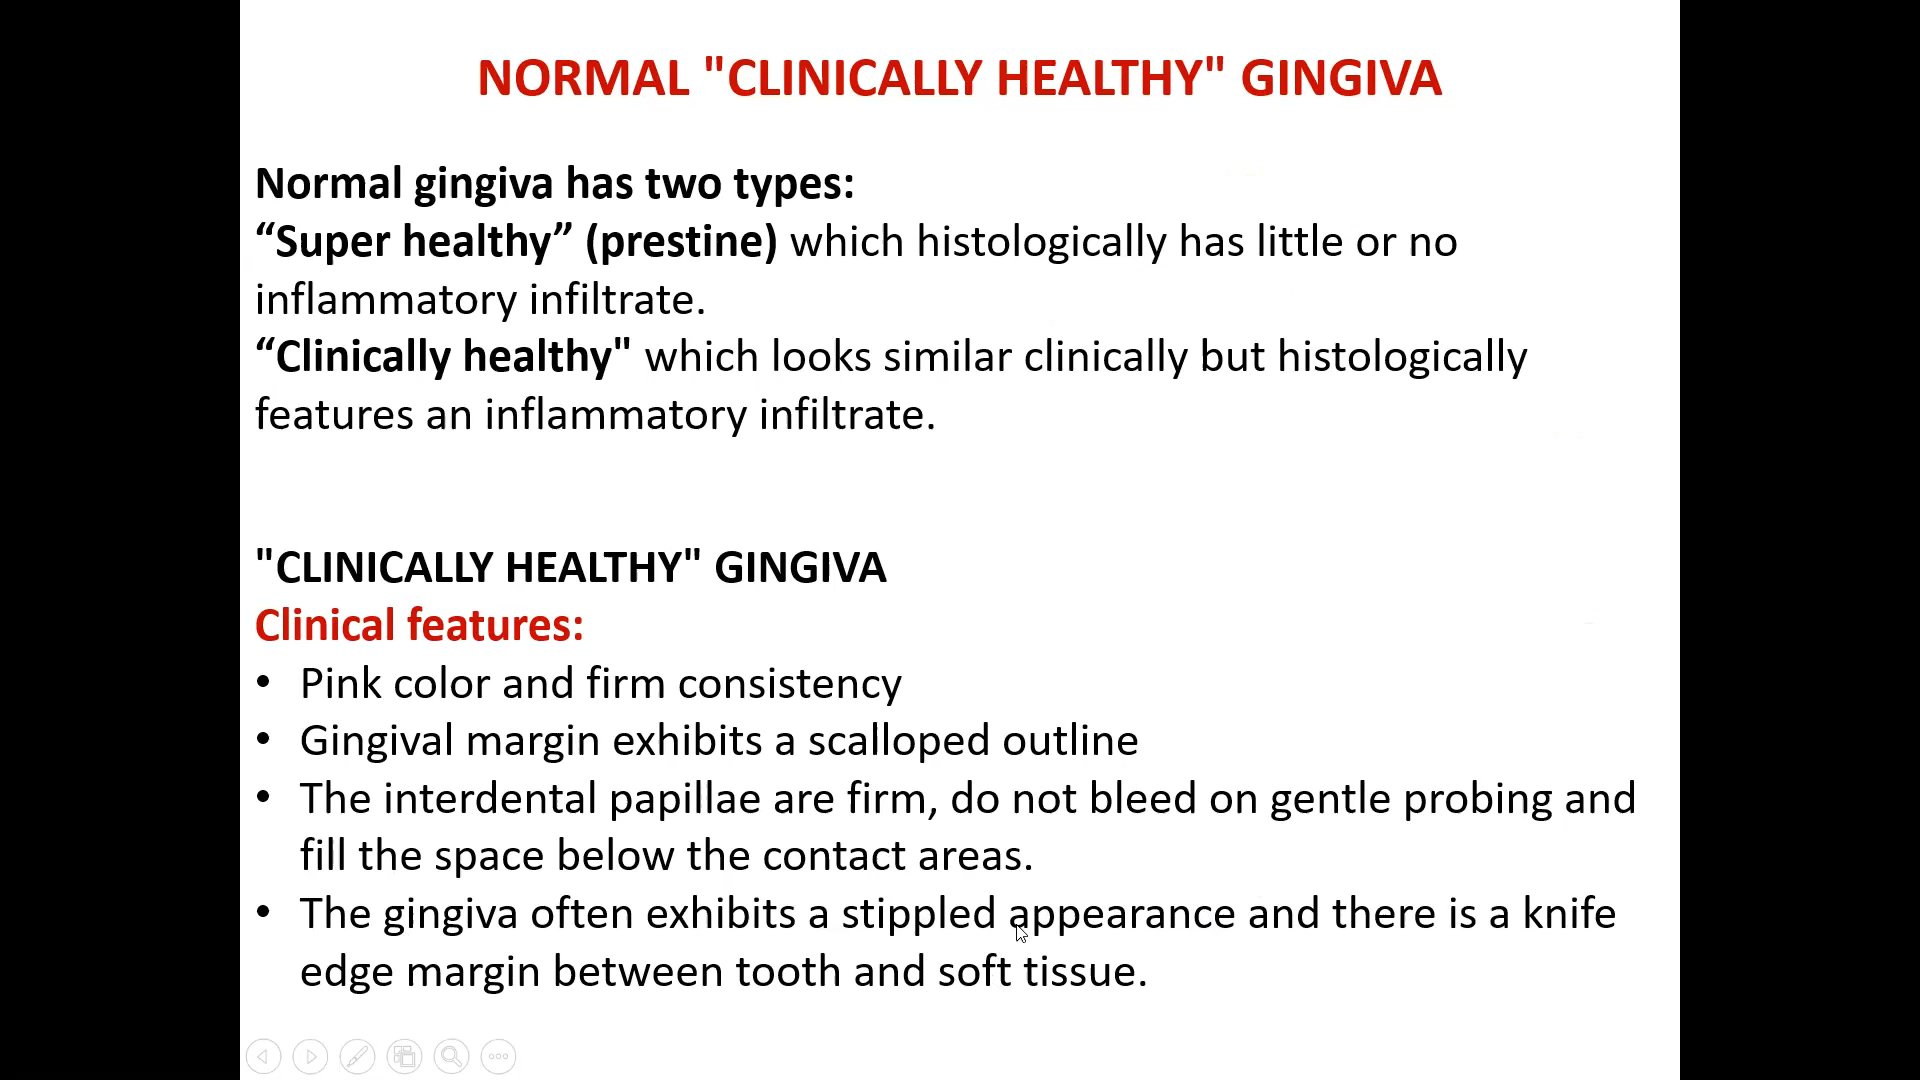 NORMAL "CLINICALLY HEALTHY" GINGIVA
Normal gingiva has two types:
“Super healthy” (prestine) which histologically has little or no
inflammatory infiltrate.
“Clinically healthy" which looks similar clinically but histologically
features an inflammatory infiltrate.
"CLINICALLY HEALTHY" GINGIVA
Clinical features:
• Pink color and firm consistency
• Gingival margin exhibits a scalloped outline
• The interdental papillae are firm, do not bleed on gentle probing and
fill the space below the contact areas.
• The gingiva often exhibits a stippled appearance and there is a knife
edge margin between tooth and soft tissue.